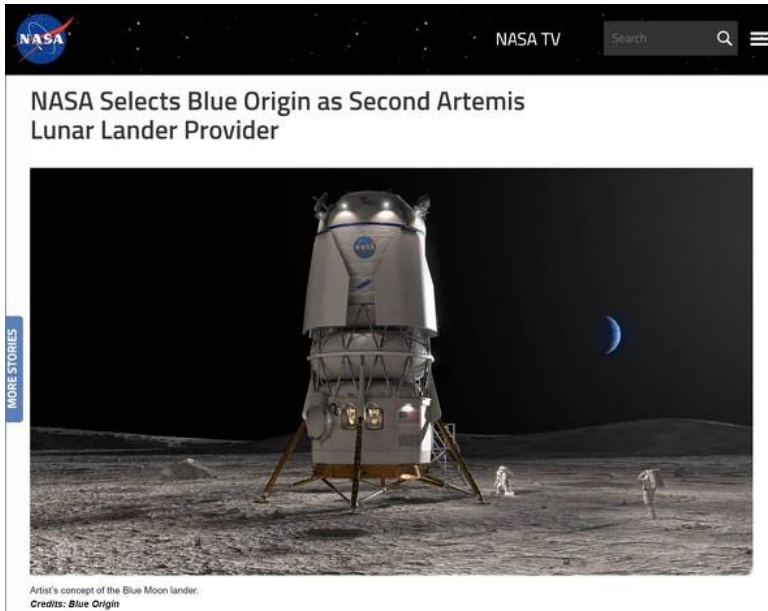 NASA
NASA TV
Search
NASA Selects Blue Origin as Second Artemis
Lunar Lander Provider
NASA
MORE STORIES
Artist's concept of the Blue Moon lander.
Credits: Blue Origin